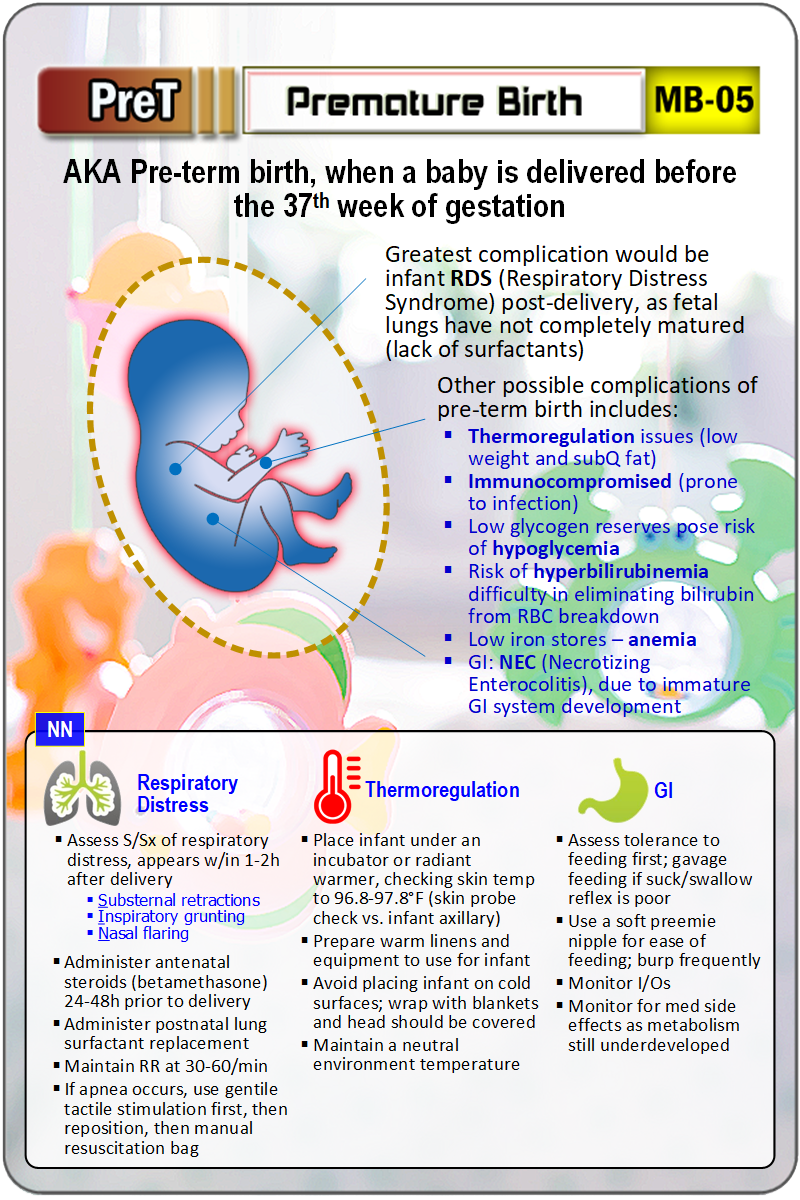 PreT
Premature Birth
MB-05
AKA Pre-term birth, when a baby is delivered before
the 37th week of gestation
Greatest complication would be
infant RDS (Respiratory Distress
Syndrome) post-delivery, as fetal
lungs have not completely matured
(lack of surfactants)
Other possible complications of
pre-term birth includes:
▪ Thermoregulation issues (low
weight and subQ fat)
▪ Immunocompromised (prone
to infection)
▪ Low glycogen reserves pose risk
of hypoglycemia
▪ Risk of hyperbilirubinemia
difficulty in eliminating bilirubin
from RBC breakdown
▪ Low iron stores – anemia
▪ GI: NEC (Necrotizing
Enterocolitis), due to immature
GI system development
NN
Respiratory
Distress
▪ Assess S/Sx of respiratory
distress, appears w/in 1-2h
after delivery
▪ Substernal retractions
▪ Inspiratory grunting
▪ Nasal flaring
▪ Administer antenatal
steroids (betamethasone)
24-48h prior to delivery
▪ Administer postnatal lung
surfactant replacement
▪ Maintain RR at 30-60/min
▪ If apnea occurs, use gentile
tactile stimulation first, then
reposition, then manual
resuscitation bag
Thermoregulation
▪ Place infant under an
incubator or radiant
warmer, checking skin temp
to 96.8-97.8°F (skin probe
check vs. infant axillary)
▪ Prepare warm linens and
equipment to use for infant
▪ Avoid placing infant on cold
surfaces; wrap with blankets
and head should be covered
▪ Maintain a neutral
environment temperature
GI
▪ Assess tolerance to
feeding first; gavage
feeding if suck/swallow
reflex is poor
▪ Use a soft preemie
nipple for ease of
feeding; burp frequently
▪ Monitor I/Os
▪ Monitor for med side
effects as metabolism
still underdeveloped